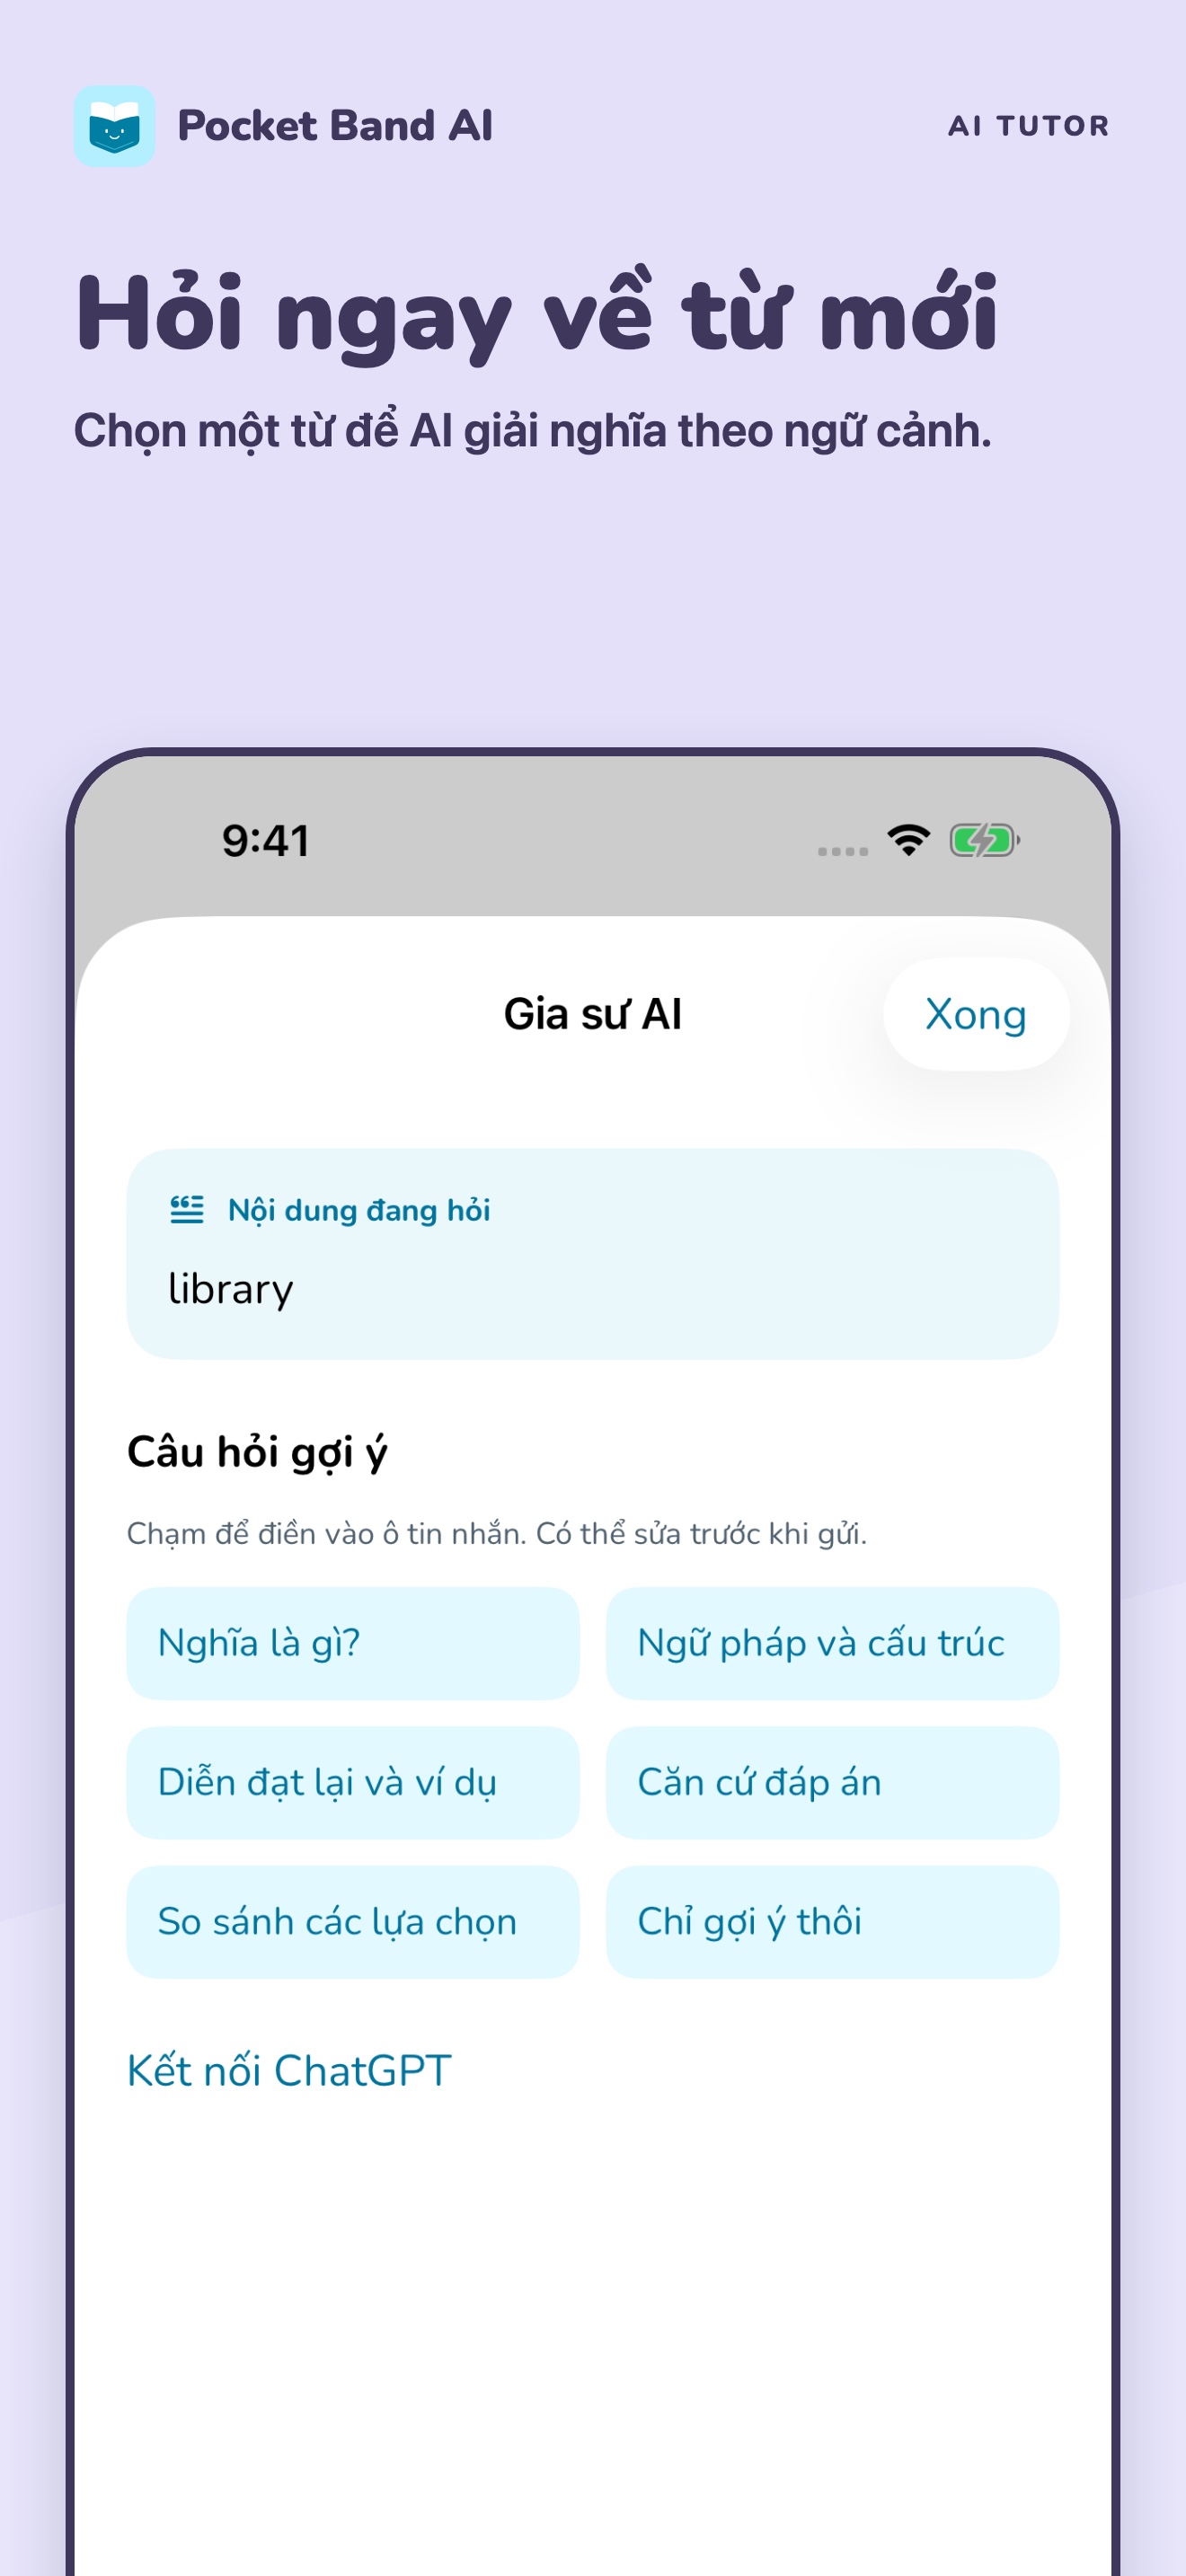 Pocket Band AI
AI TUTOR
Hỏi ngay về từ mới
Chọn một từ để AI giải nghĩa theo ngữ cảnh.
9:41
Gia sư AI
Xong
Nội dung đang hỏi
library
Câu hỏi gợi ý
Chạm để điền vào ô tin nhắn. Có thể sửa trước khi gửi.
Nghĩa là gì?
Ngữ pháp và cấu trúc
Diễn đạt lại và ví dụ
Căn cứ đáp án
So sánh các lựa chọn
Chỉ gợi ý thôi
Kết nối ChatGPT